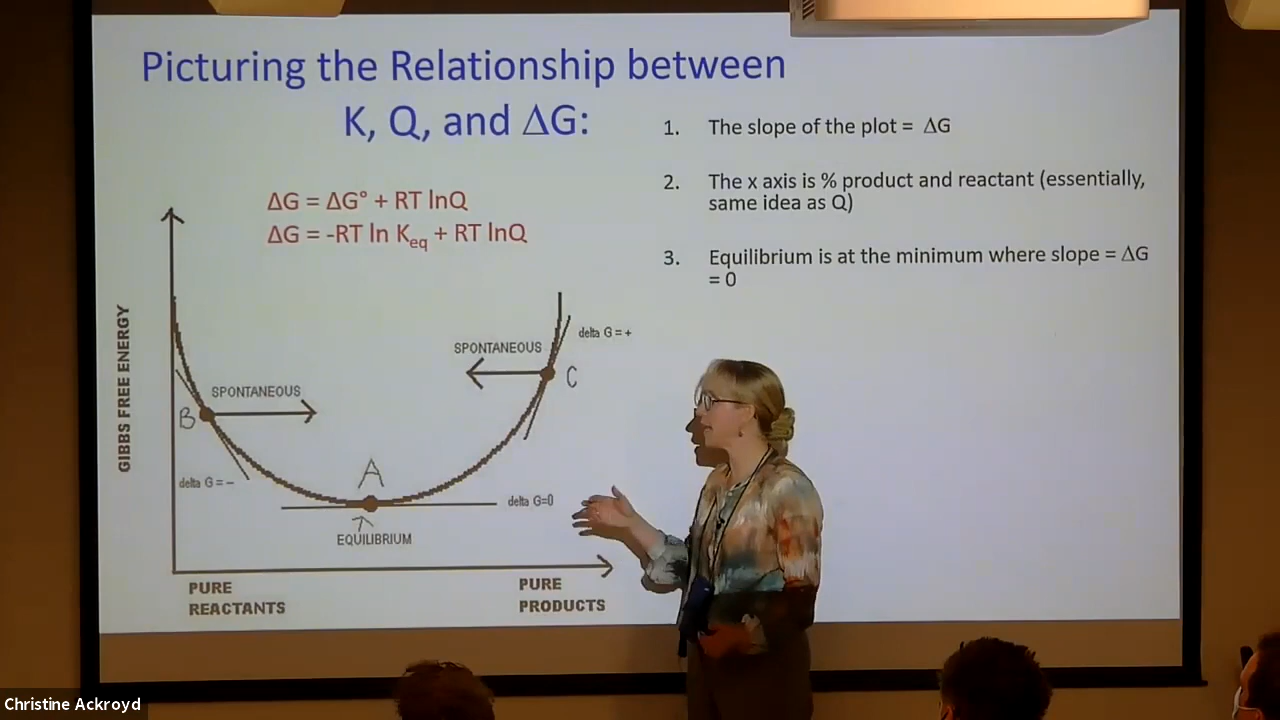 Picturing the Relationship between
K, Q, and ΔG:
1. The slope of the plot = ΔG
2. The x axis is % product and reactant (essentially,
same idea as Q)
3. Equilibrium is at the minimum where slope = ΔG
= 0
ΔG = ΔG° + RT lnQ
ΔG = -RT ln Keq + RT lnQ
GIBBS FREE ENERGY
delta G = +
SPONTANEOUS
C
SPONTANEOUS
B
A
delta G = -
delta G=0
EQUILIBRIUM
PURE
REACTANTS
PURE
PRODUCTS
Christine Ackroyd